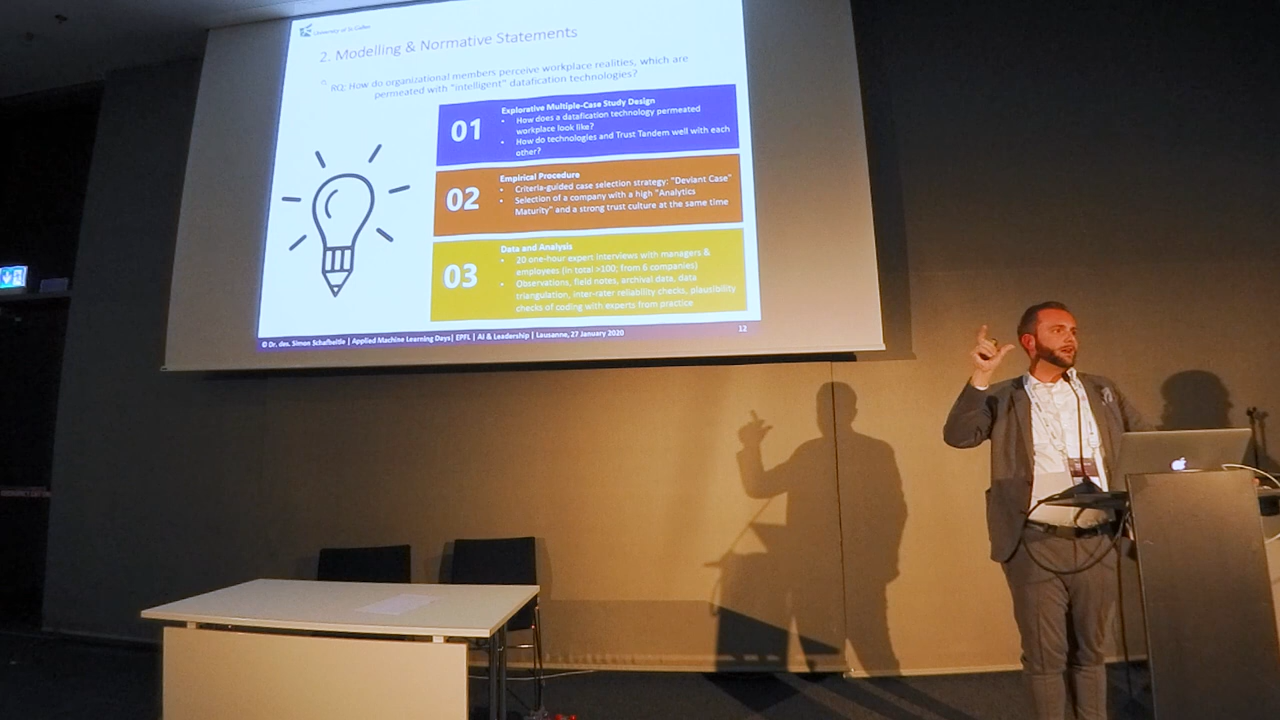 University of St.Gallen
2. Modelling & Normative Statements
RQ: How do organizational members perceive workplace realities, which are
permeated with "intelligent" datafication technologies?
01
Explorative Multiple-Case Study Design
• How does a datafication technology permeated
workplace look like?
• How do technologies and Trust Tandem well with each
other?
02
Empirical Procedure
• Criteria-guided case selection strategy: "Deviant Case"
• Selection of a company with a high "Analytics
Maturity" and a strong trust culture at the same time
03
Data and Analysis
• 20 one-hour expert interviews with managers &
employees (in total >100; from 6 companies)
• Observations, field notes, archival data, data
triangulation, inter-rater reliability checks, plausibility
checks of coding with experts from practice
© Dr. des. Simon Schafheitle | Applied Machine Learning Days| EPFL | AI & Leadership | Lausanne, 27 January 2020
12